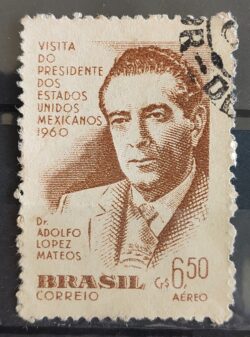 VISITA
DO
PRESIDENTE
DOS
ESTADOS
UNIDOS
MEXICANOS
1960
Dr.
ADOLFO
LOPEZ
MATEOS
BRASIL Cr$ 6,50
CORREIO AÉREO